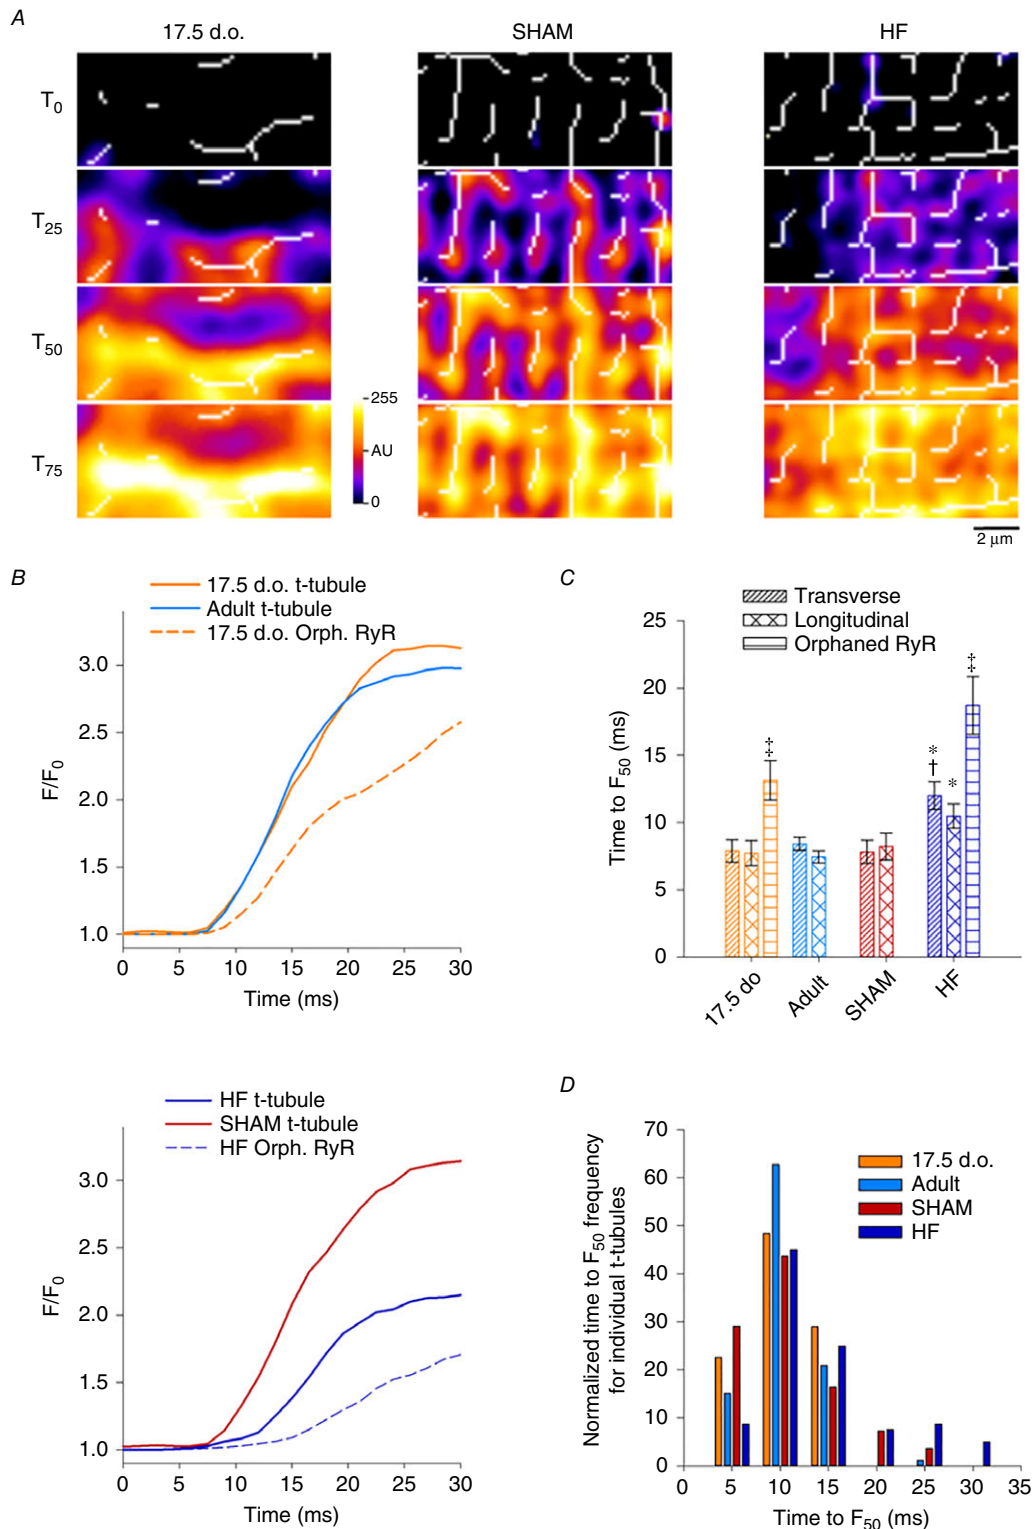 A
17.5 d.o.
SHAM
HF
T0
T25
T50
T75
255
AU
0
2 μm
B
17.5 d.o. t-tubule
Adult t-tubule
17.5 d.o. Orph. RyR
F/F0
3.0
2.5
2.0
1.5
1.0
0 5 10 15 20 25 30
Time (ms)
C
Transverse
Longitudinal
Orphaned RyR
Time to F50 (ms)
25
20
15
10
5
0
‡
*
†
*
‡
17.5 do
Adult
SHAM
HF
HF t-tubule
SHAM t-tubule
HF Orph. RyR
F/F0
3.0
2.5
2.0
1.5
1.0
0 5 10 15 20 25 30
Time (ms)
D
17.5 d.o.
Adult
SHAM
HF
Normalized time to F50 frequency
for individual t-tubules
70
60
50
40
30
20
10
0
0 5 10 15 20 25 30 35
Time to F50 (ms)